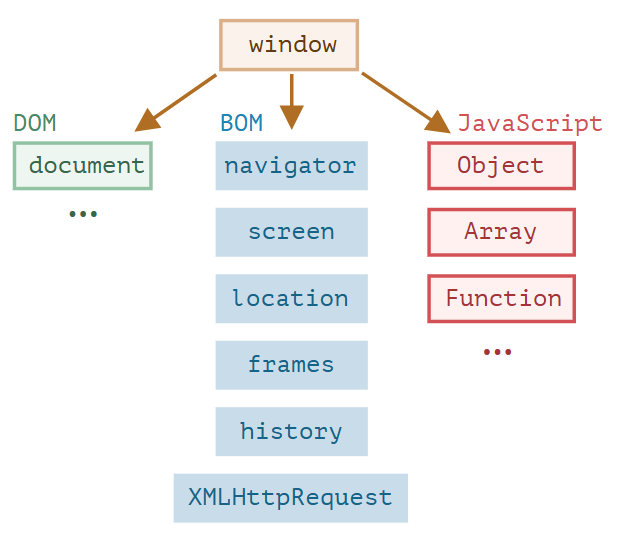 window
DOM
document
...
BOM
navigator
screen
location
frames
history
XMLHttpRequest
JavaScript
Object
Array
Function
...